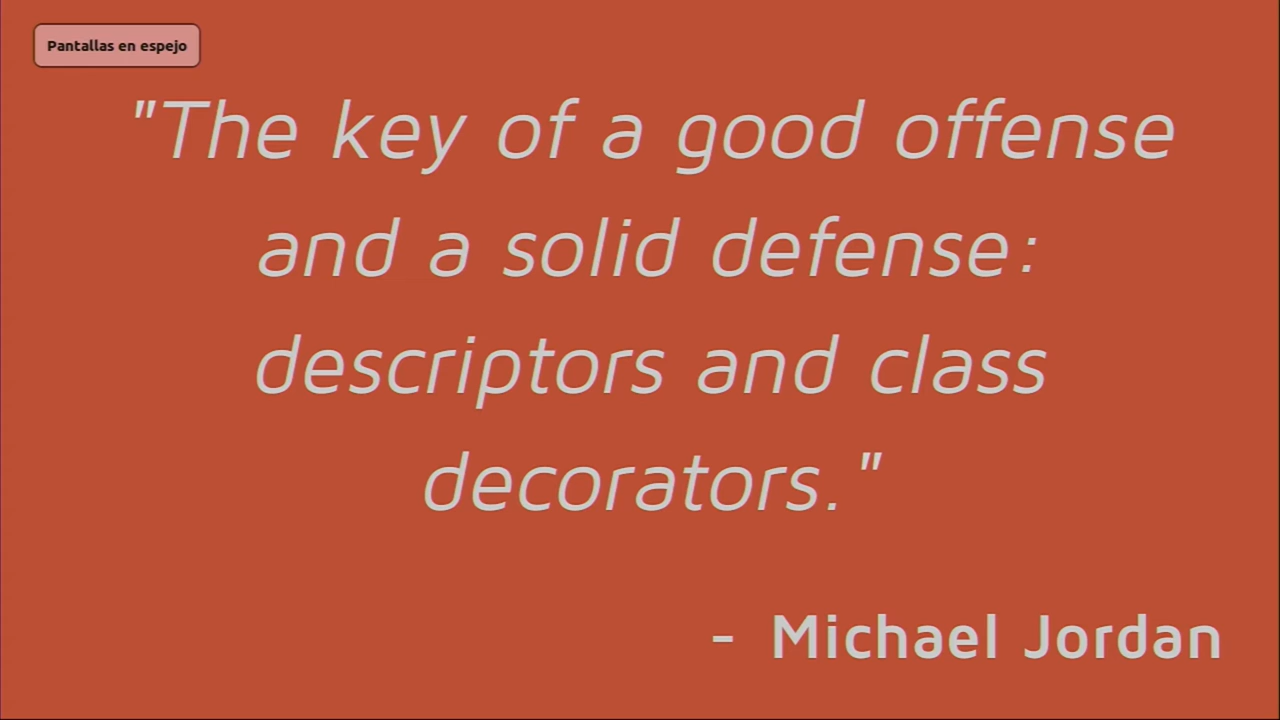 Pantallas en espejo
"The key of a good offense
and a solid defense:
descriptors and class
decorators."
- Michael Jordan